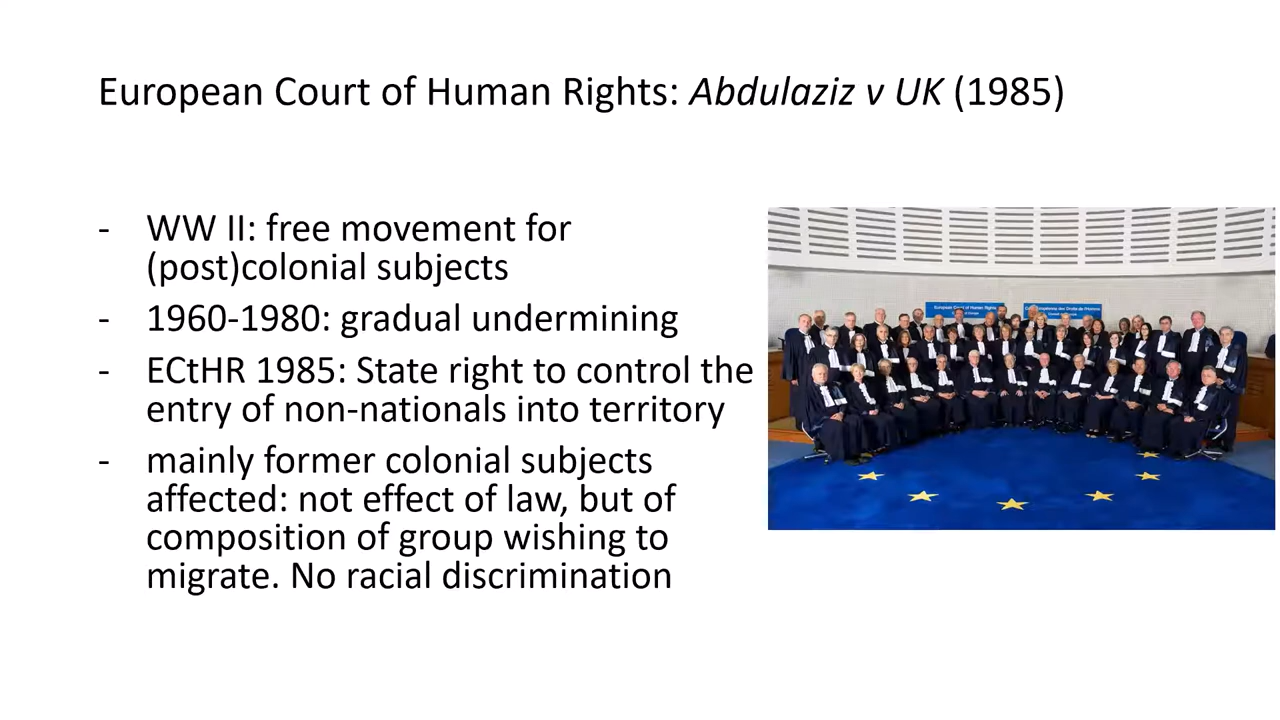 European Court of Human Rights: Abdulaziz v UK (1985)
- WW II: free movement for
(post)colonial subjects
- 1960-1980: gradual undermining
- ECtHR 1985: State right to control the
entry of non-nationals into territory
- mainly former colonial subjects
affected: not effect of law, but of
composition of group wishing to
migrate. No racial discrimination
European Court of Human Rights